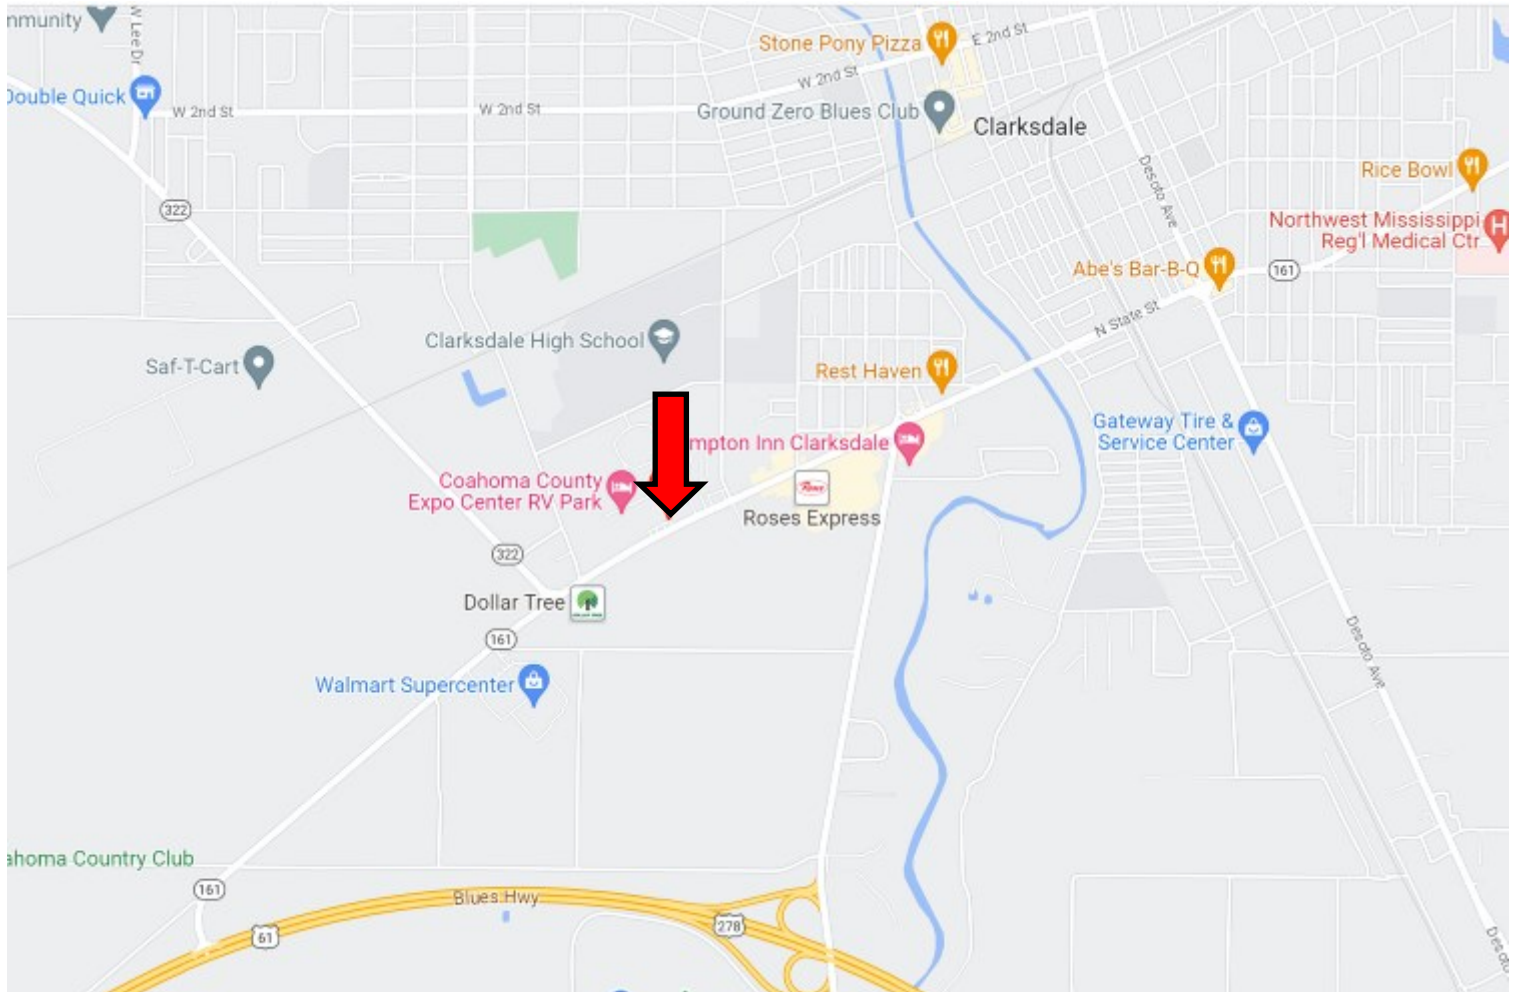 nmunity
W Lee Dr
Stone Pony Pizza
E 2nd St
W 2nd St
Double Quick
W 2nd St
W 2nd St
Ground Zero Blues Club
Clarksdale
Desoto Ave
Rice Bowl
322
Northwest Mississippi
Reg'l Medical Ctr
H
Abe's Bar-B-Q
161
N State St
Clarksdale High School
Saf-T-Cart
Rest Haven
Gateway Tire &
Service Center
mpton Inn Clarksdale
Coahoma County
Expo Center RV Park
Roses Express
322
Dollar Tree
161
Desoto Ave
Walmart Supercenter
ahoma Country Club
161
Blues Hwy
278
61
Desoto